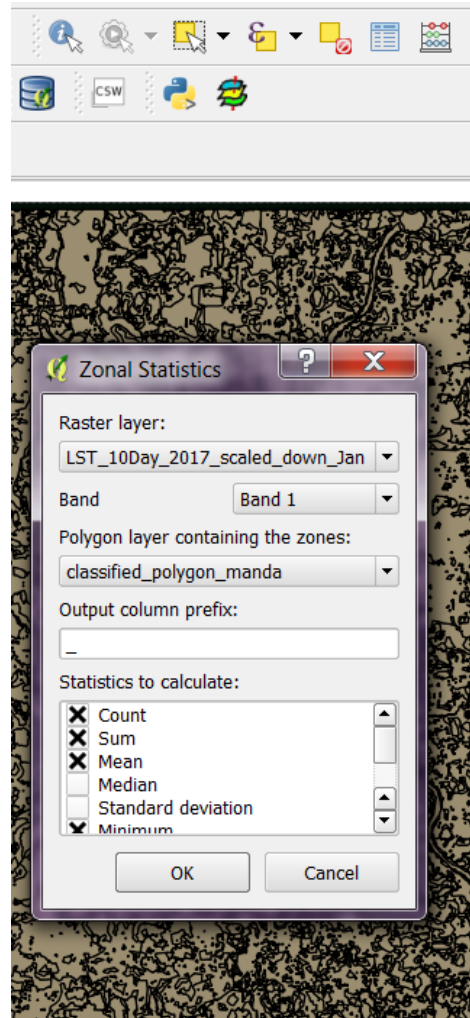 CSW
Zonal Statistics
Raster layer:
LST_10Day_2017_scaled_down_Jan
Band Band 1
Polygon layer containing the zones:
classified_polygon_manda
Output column prefix:
_
Statistics to calculate:
Count
Sum
Mean
Median
Standard deviation
Minimum
OK Cancel